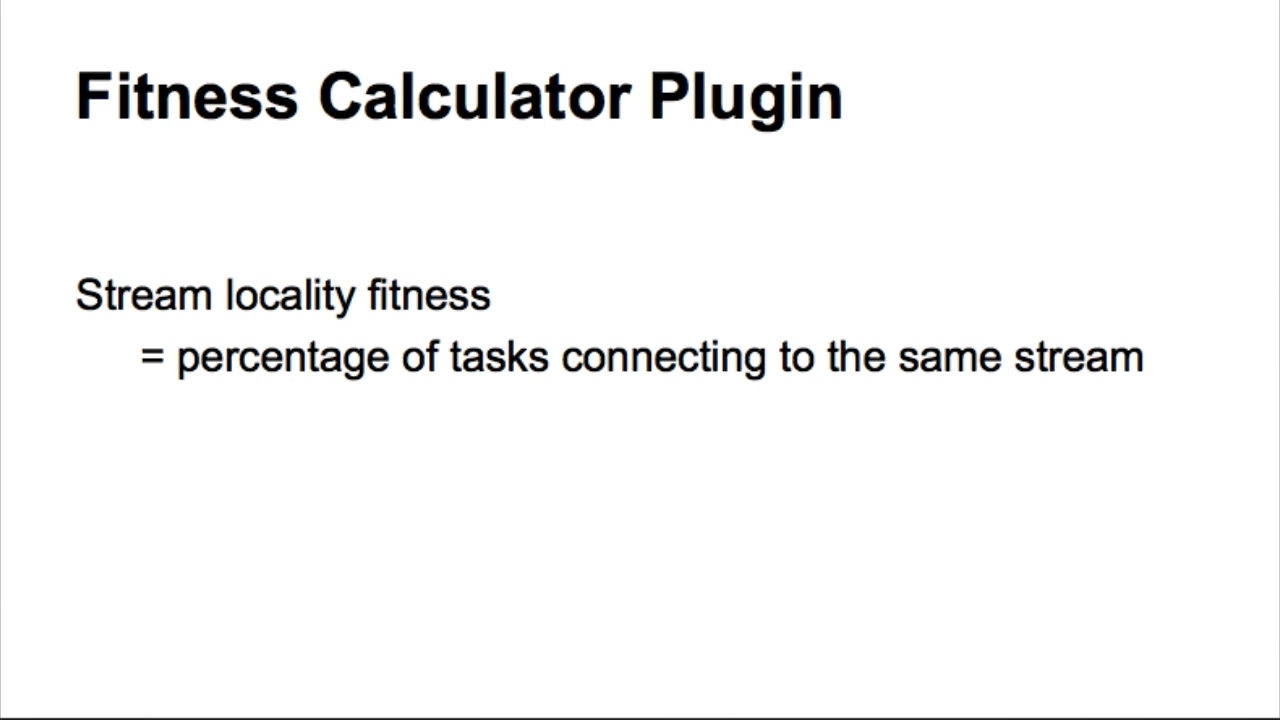 Fitness Calculator Plugin
Stream locality fitness
= percentage of tasks connecting to the same stream